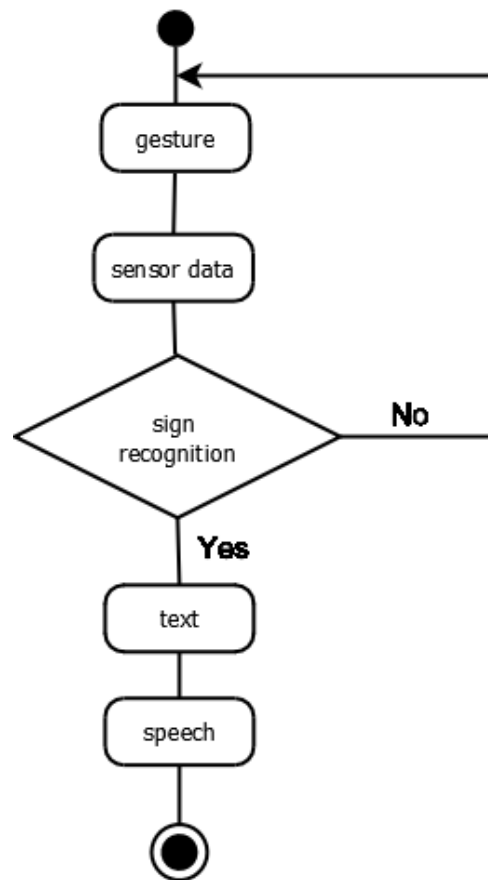 gesture
sensor data
sign
recognition
No
Yes
text
speech